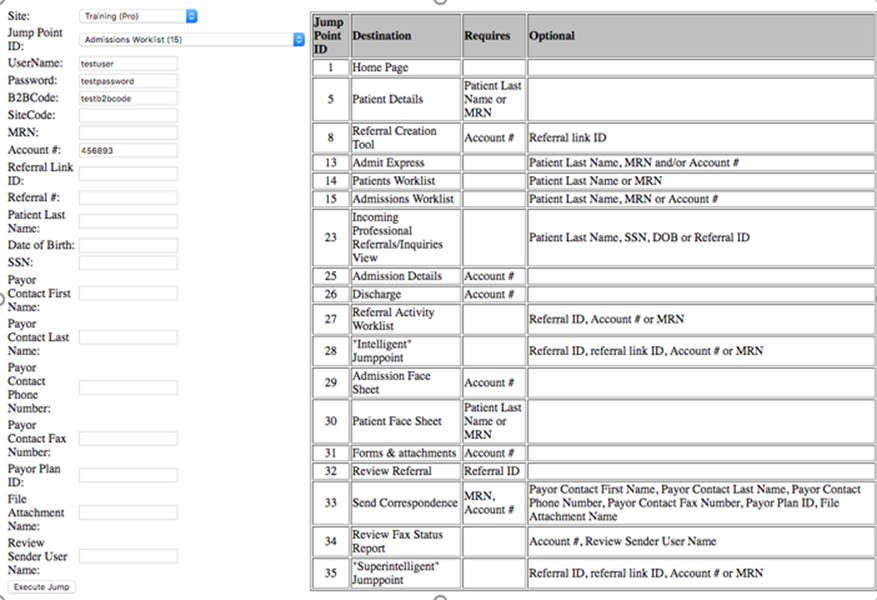 Site: Training (Pro)
Jump Point
ID: Admissions Worklist (15)
UserName: testuser
Password: testpassword
B2BCode: testb2bcode
SiteCode:
MRN:
Account #: 456893
Referral Link
ID:
Referral #:
Patient Last
Name:
Date of Birth:
SSN:
Payor
Contact First
Name:
Payor
Contact Last
Name:
Payor
Contact
Phone
Number:
Payor
Contact Fax
Number:
Payor Plan
ID:
File
Attachment
Name:
Review
Sender User
Name:
Execute Jump
Jump
Point
ID
Destination
Requires
Optional
1 Home Page
5 Patient Details
Patient Last
Name or
MRN
8
Referral Creation
Tool
Account #
Referral link ID
13 Admit Express Patient Last Name, MRN and/or Account #
14 Patients Worklist Patient Last Name or MRN
15 Admissions Worklist Patient Last Name, MRN or Account #
23
Incoming
Professional
Referrals/Inquiries
View
Patient Last Name, SSN, DOB or Referral ID
25 Admission Details Account #
26 Discharge Account #
27
Referral Activity
Worklist
Referral ID, Account # or MRN
28
"Intelligent"
Jumppoint
Referral ID, referral link ID, Account # or MRN
29
Admission Face
Sheet
Account #
30 Patient Face Sheet
Patient Last
Name or
MRN
31 Forms & attachments Account #
32 Review Referral Referral ID
33 Send Correspondence
MRN,
Account #
Payor Contact First Name, Payor Contact Last Name, Payor Contact
Phone Number, Payor Contact Fax Number, Payor Plan ID, File
Attachment Name
34
Review Fax Status
Report
Account #, Review Sender User Name
35
"Superintelligent"
Jumppoint
Referral ID, referral link ID, Account # or MRN